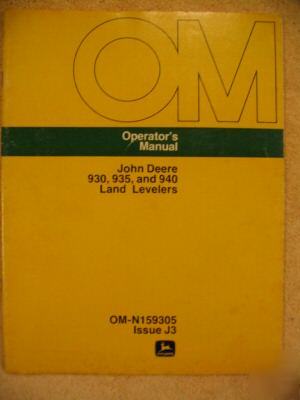 OM
Operator's
Manual
John Deere
930, 935, and 940
Land Levelers
OM-N159305
Issue J3